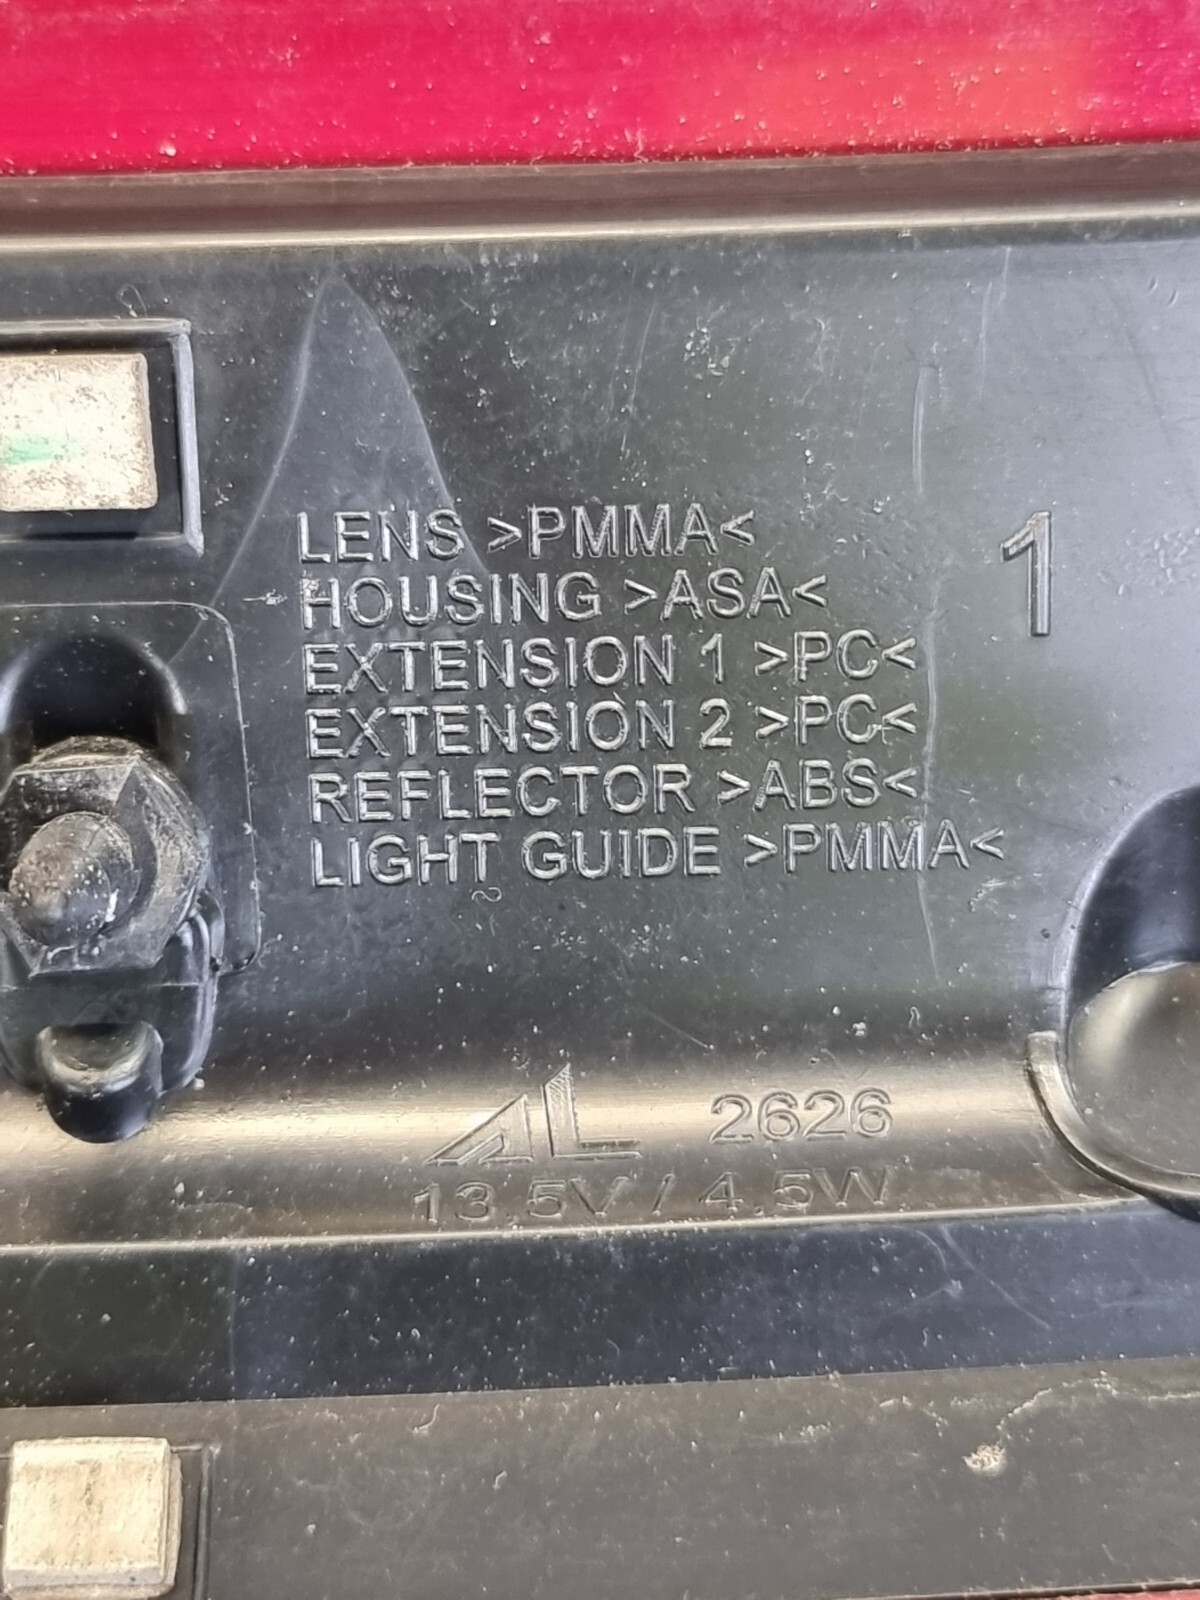 LENS >PMMA<
HOUSING >ASA<
EXTENSION 1 >PC<
EXTENSION 2 >PC<
REFLECTOR >ABS<
LIGHT GUIDE >PMMA<
1
AL 2626
13.5V / 4.5W